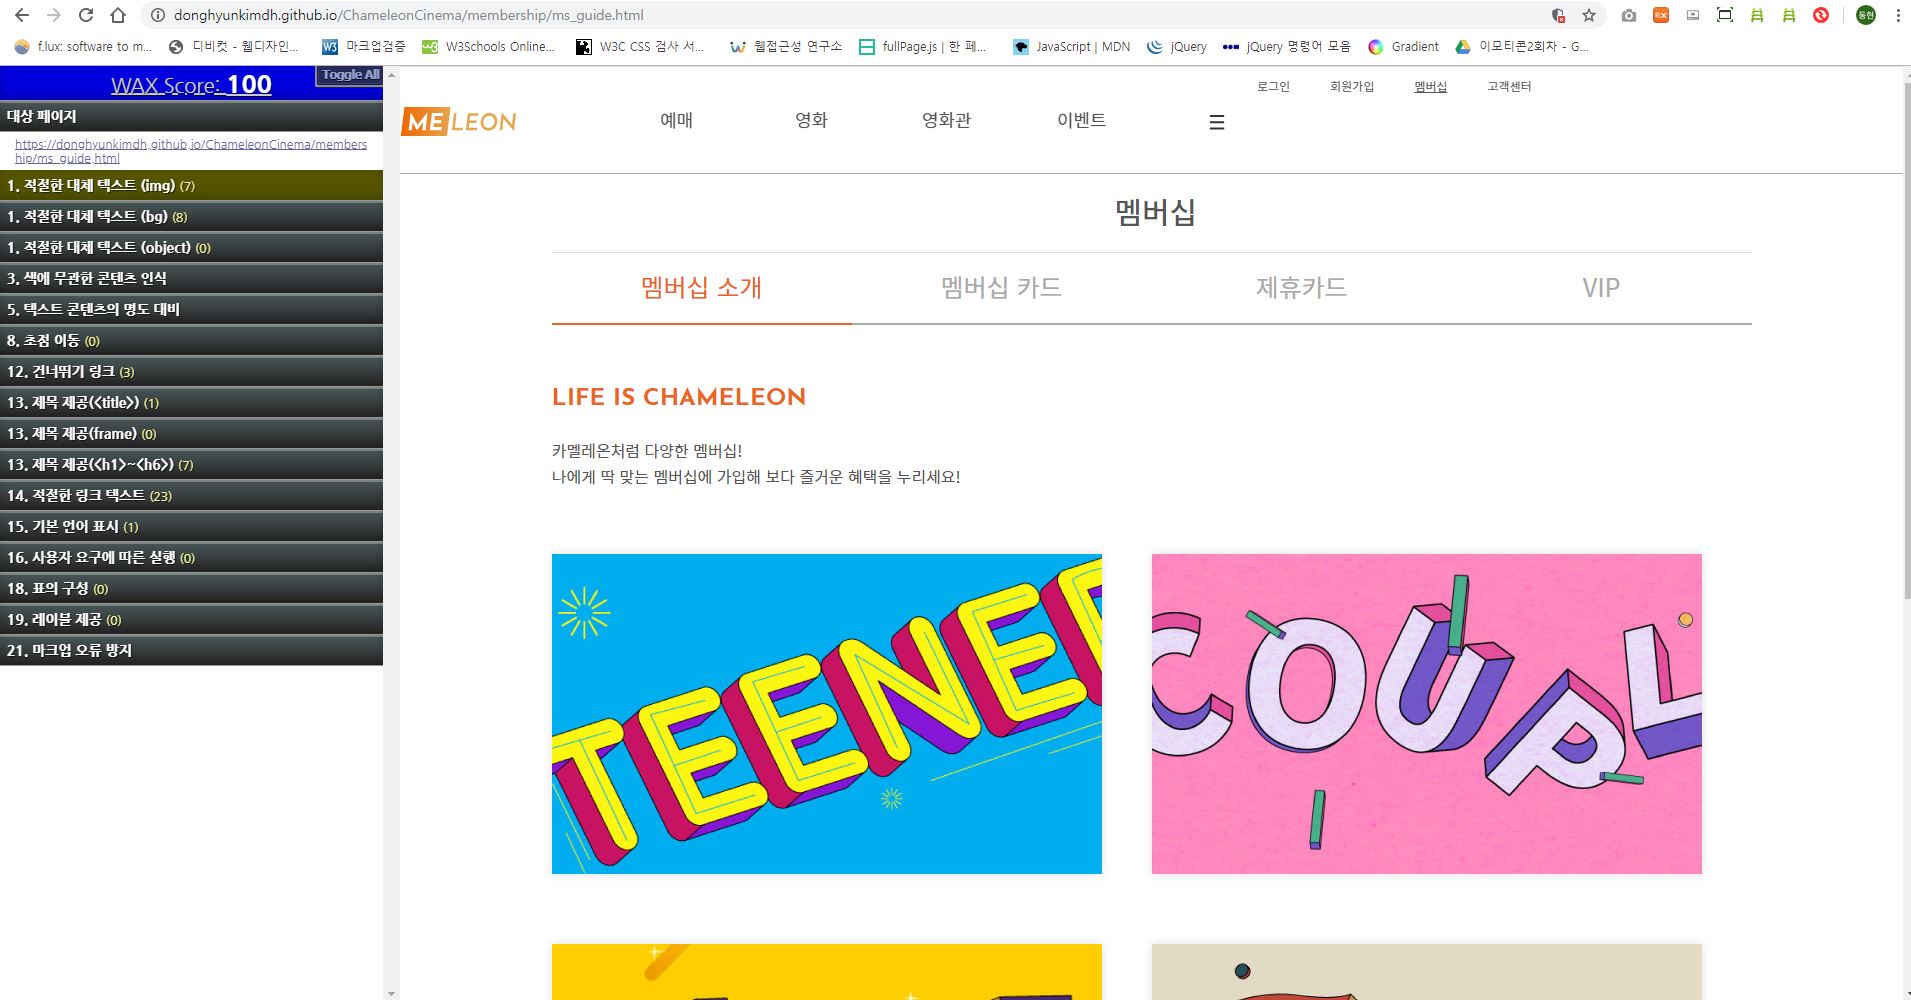 donghyunkimdh.github.io/ChameleonCinema/membership/ms_guide.html
동현
f.lux: software to m...
디비컷 - 웹디자인...
마크업검증
W3Schools Online...
W3C CSS 검사 서...
웹접근성 연구소
fullPage.js | 한 페...
JavaScript | MDN
jQuery
jQuery 명령어 모음
Gradient
이모티콘2회차 - G...
WAX Score: 100
Toggle All
대상 페이지
https://donghyunkimdh.github.io/ChameleonCinema/members
hip/ms_guide.html
1. 적절한 대체 텍스트 (img) (7)
1. 적절한 대체 텍스트 (bg) (8)
1. 적절한 대체 텍스트 (object) (0)
3. 색에 무관한 콘텐츠 인식
5. 텍스트 콘텐츠의 명도 대비
8. 초점 이동 (0)
12. 건너뛰기 링크 (3)
13. 제목 제공(<title>) (1)
13. 제목 제공(frame) (0)
13. 제목 제공(<h1>~<h6>) (7)
14. 적절한 링크 텍스트 (23)
15. 기본 언어 표시 (1)
16. 사용자 요구에 따른 실행 (0)
18. 표의 구성 (0)
19. 레이블 제공 (0)
21. 마크업 오류 방지
로그인
회원가입
멤버십
고객센터
MELEON
예매
영화
영화관
이벤트
멤버십
멤버십 소개
멤버십 카드
제휴카드
VIP
LIFE IS CHAMELEON
카멜레온처럼 다양한 멤버십!
나에게 딱 맞는 멤버십에 가입해 보다 즐거운 혜택을 누리세요!
TEENER
COUPL